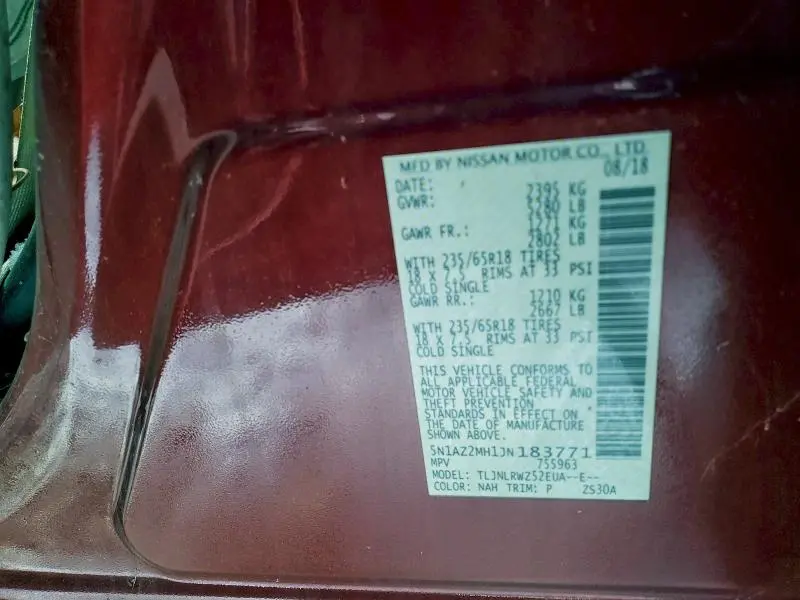 MFD BY NISSAN MOTOR CO., LTD.
08/18
DATE:
GVWR: 2395 KG
5280 LB
GAWR FR.: 1271 KG
2802 LB
WITH 235/65R18 TIRES
18 X 7.5 RIMS AT 33 PSI
COLD SINGLE
GAWR RR.: 1210 KG
2667 LB
WITH 235/65R18 TIRES
18 X 7.5 RIMS AT 33 PSI
COLD SINGLE
THIS VEHICLE CONFORMS TO
ALL APPLICABLE FEDERAL
MOTOR VEHICLE SAFETY AND
THEFT PREVENTION
STANDARDS IN EFFECT ON
THE DATE OF MANUFACTURE
SHOWN ABOVE.
5N1AZ2MH1JN183771
MPV 755963
MODEL: TLJNLRWZ52EUA--E--
COLOR: NAH TRIM: P ZS30A